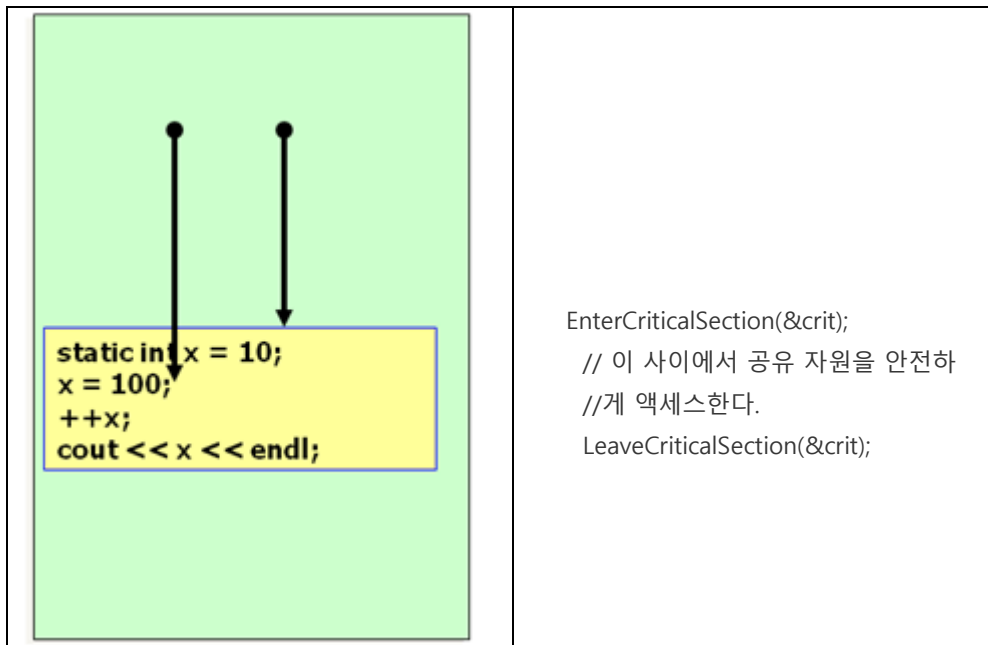 static int x = 10;
x = 100;
++x;
cout << x << endl;
EnterCriticalSection(&crit);
// 이 사이에서 공유 자원을 안전하
//게 액세스한다.
LeaveCriticalSection(&crit);